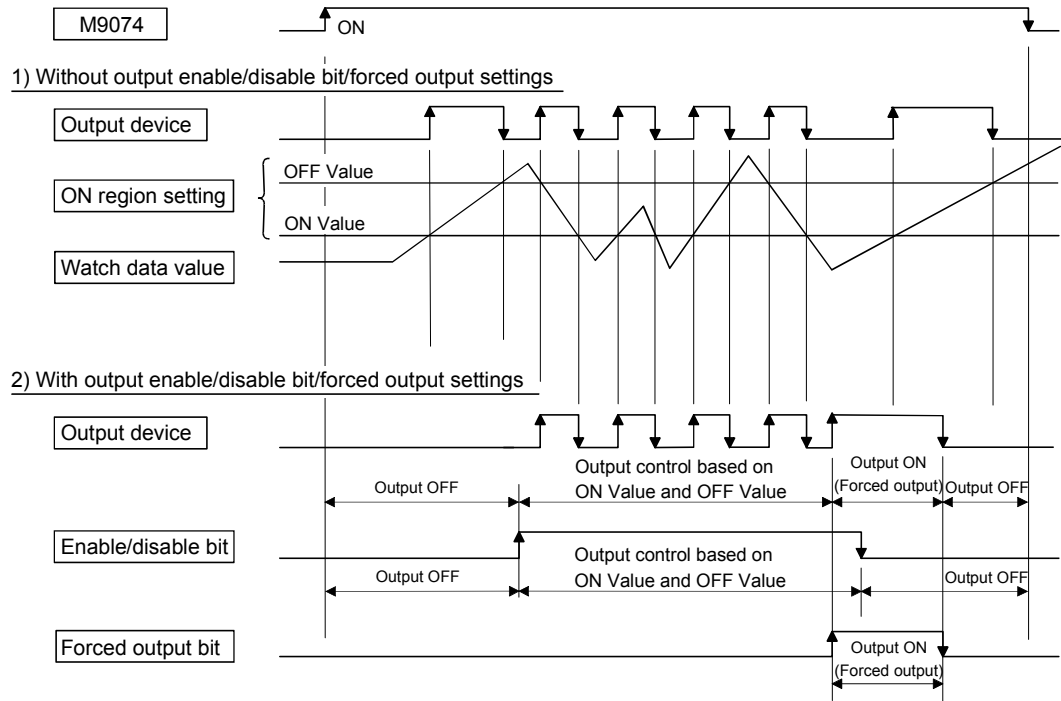 M9074
ON
1) Without output enable/disable bit/forced output settings
Output device
OFF Value
ON region setting
ON Value
Watch data value
2) With output enable/disable bit/forced output settings
Output device
Output OFF
Output control based on
ON Value and OFF Value
Output ON
(Forced output)
Output OFF
Enable/disable bit
Output OFF
Output control based on
ON Value and OFF Value
Output OFF
Forced output bit
Output ON
(Forced output)